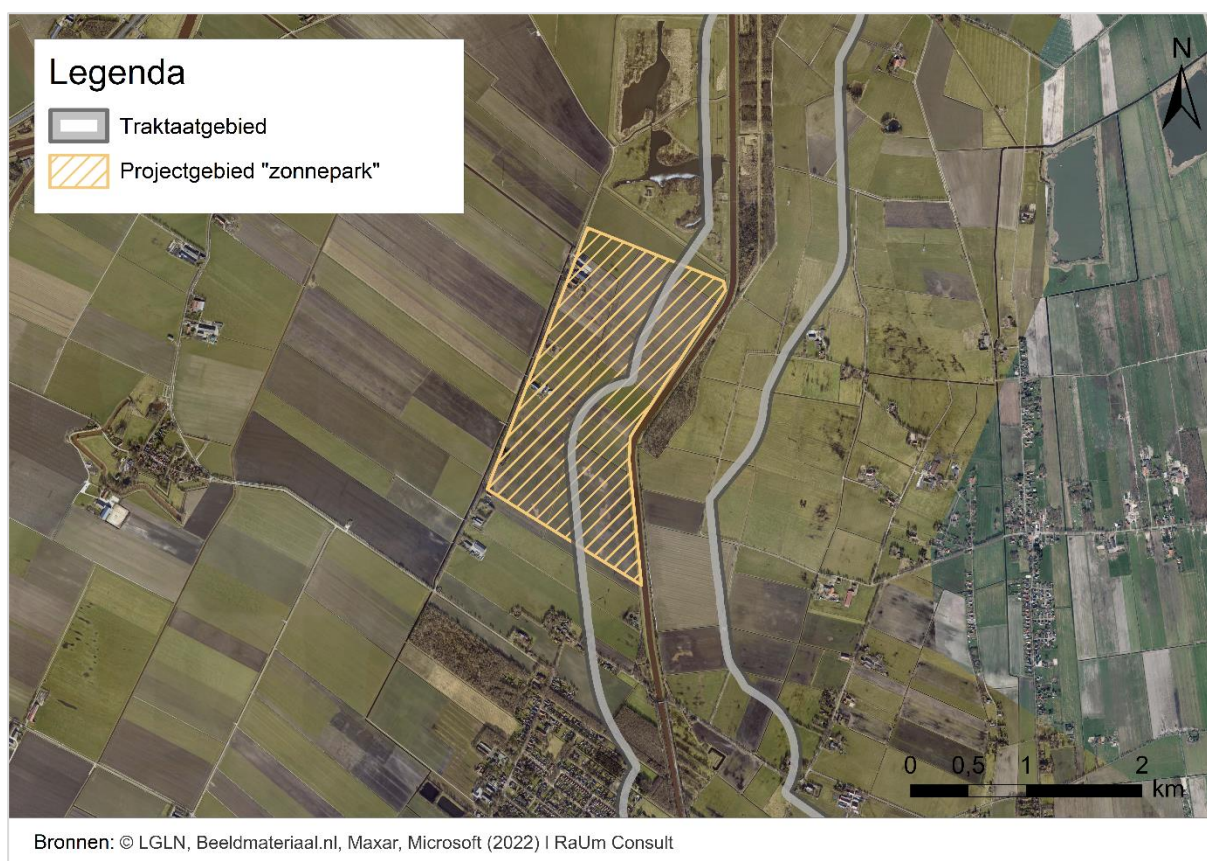 Legenda
Traktaatgebied
Projectgebied "zonnepark"
N
0 0,5 1 2
km
Bronnen: © LGLN, Beeldmateriaal.nl, Maxar, Microsoft (2022) I RaUm Consult